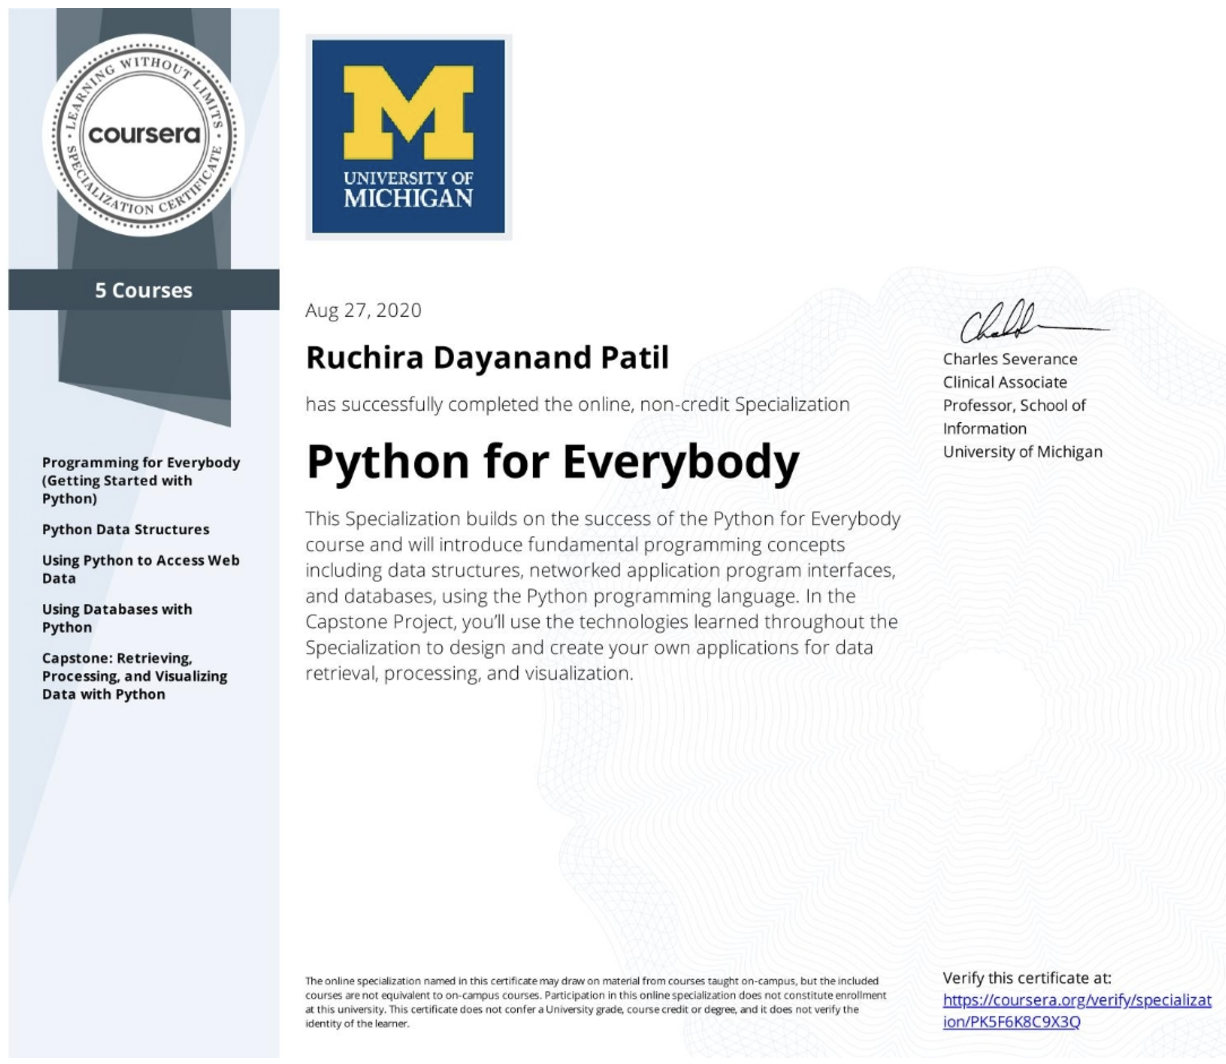 LEARNING WITHOUT LIMITS
coursera
SPECIALIZATION CERTIFICATE
5 Courses
Programming for Everybody
(Getting Started with
Python)
Python Data Structures
Using Python to Access Web
Data
Using Databases with
Python
Capstone: Retrieving,
Processing, and Visualizing
Data with Python
M
UNIVERSITY OF
MICHIGAN
Aug 27, 2020
Ruchira Dayanand Patil
has successfully completed the online, non-credit Specialization
Python for Everybody
This Specialization builds on the success of the Python for Everybody
course and will introduce fundamental programming concepts
including data structures, networked application program interfaces,
and databases, using the Python programming language. In the
Capstone Project, you’ll use the technologies learned throughout the
Specialization to design and create your own applications for data
retrieval, processing, and visualization.
Charles Severance
Clinical Associate
Professor, School of
Information
University of Michigan
The online specialization named in this certificate may draw on material from courses taught on-campus, but the included
courses are not equivalent to on-campus courses. Participation in this online specialization does not constitute enrollment
at this university. This certificate does not confer a University grade, course credit or degree, and it does not verify the
identity of the learner.
Verify this certificate at:
https://coursera.org/verify/specializat
ion/PK5F6K8C9X3Q